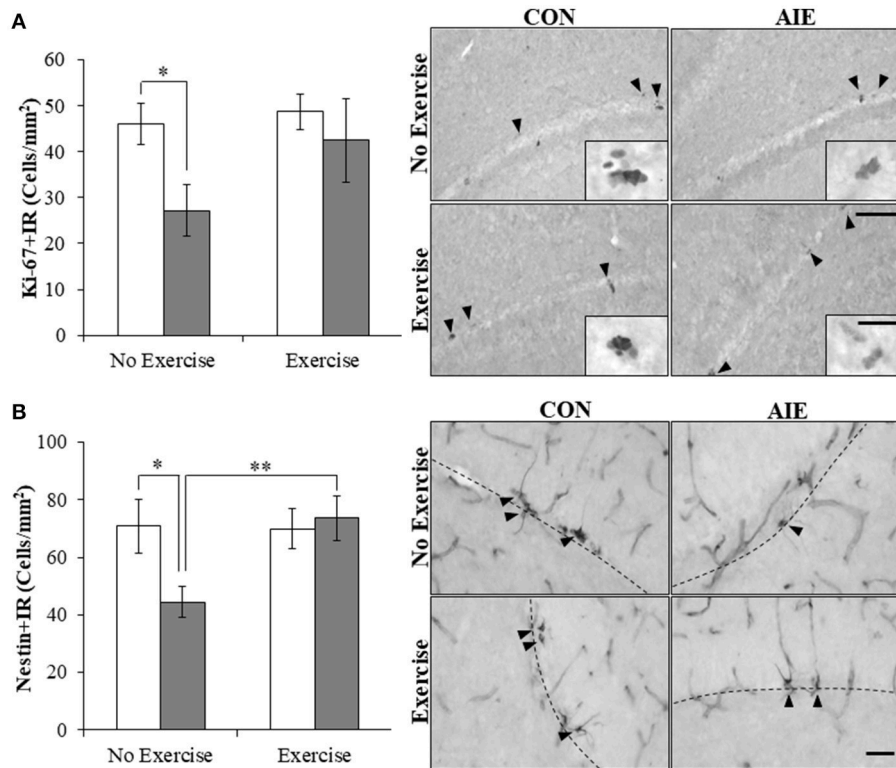 A
CON
AIE
60
50
40
30
20
10
0
Ki-67+IR (Cells/mm²)
*
No Exercise
Exercise
No Exercise
Exercise
B
CON
AIE
100
80
60
40
20
0
Nestin+IR (Cells/mm²)
*
**
No Exercise
Exercise
No Exercise
Exercise